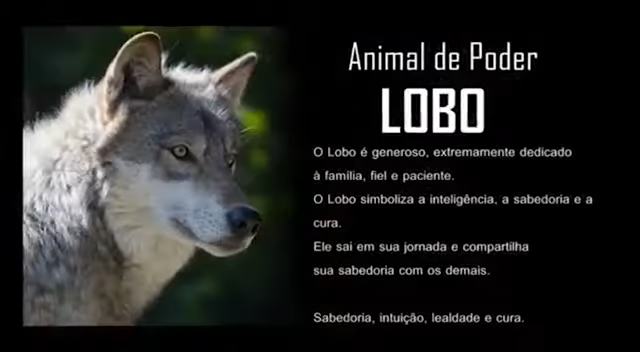 Animal de Poder
LOBO
O Lobo é generoso, extremamente dedicado
à família, fiel e paciente.
O Lobo simboliza a inteligência, a sabedoria e a
cura.
Ele sai em sua jornada e compartilha
sua sabedoria com os demais.
Sabedoria, intuição, lealdade e cura.